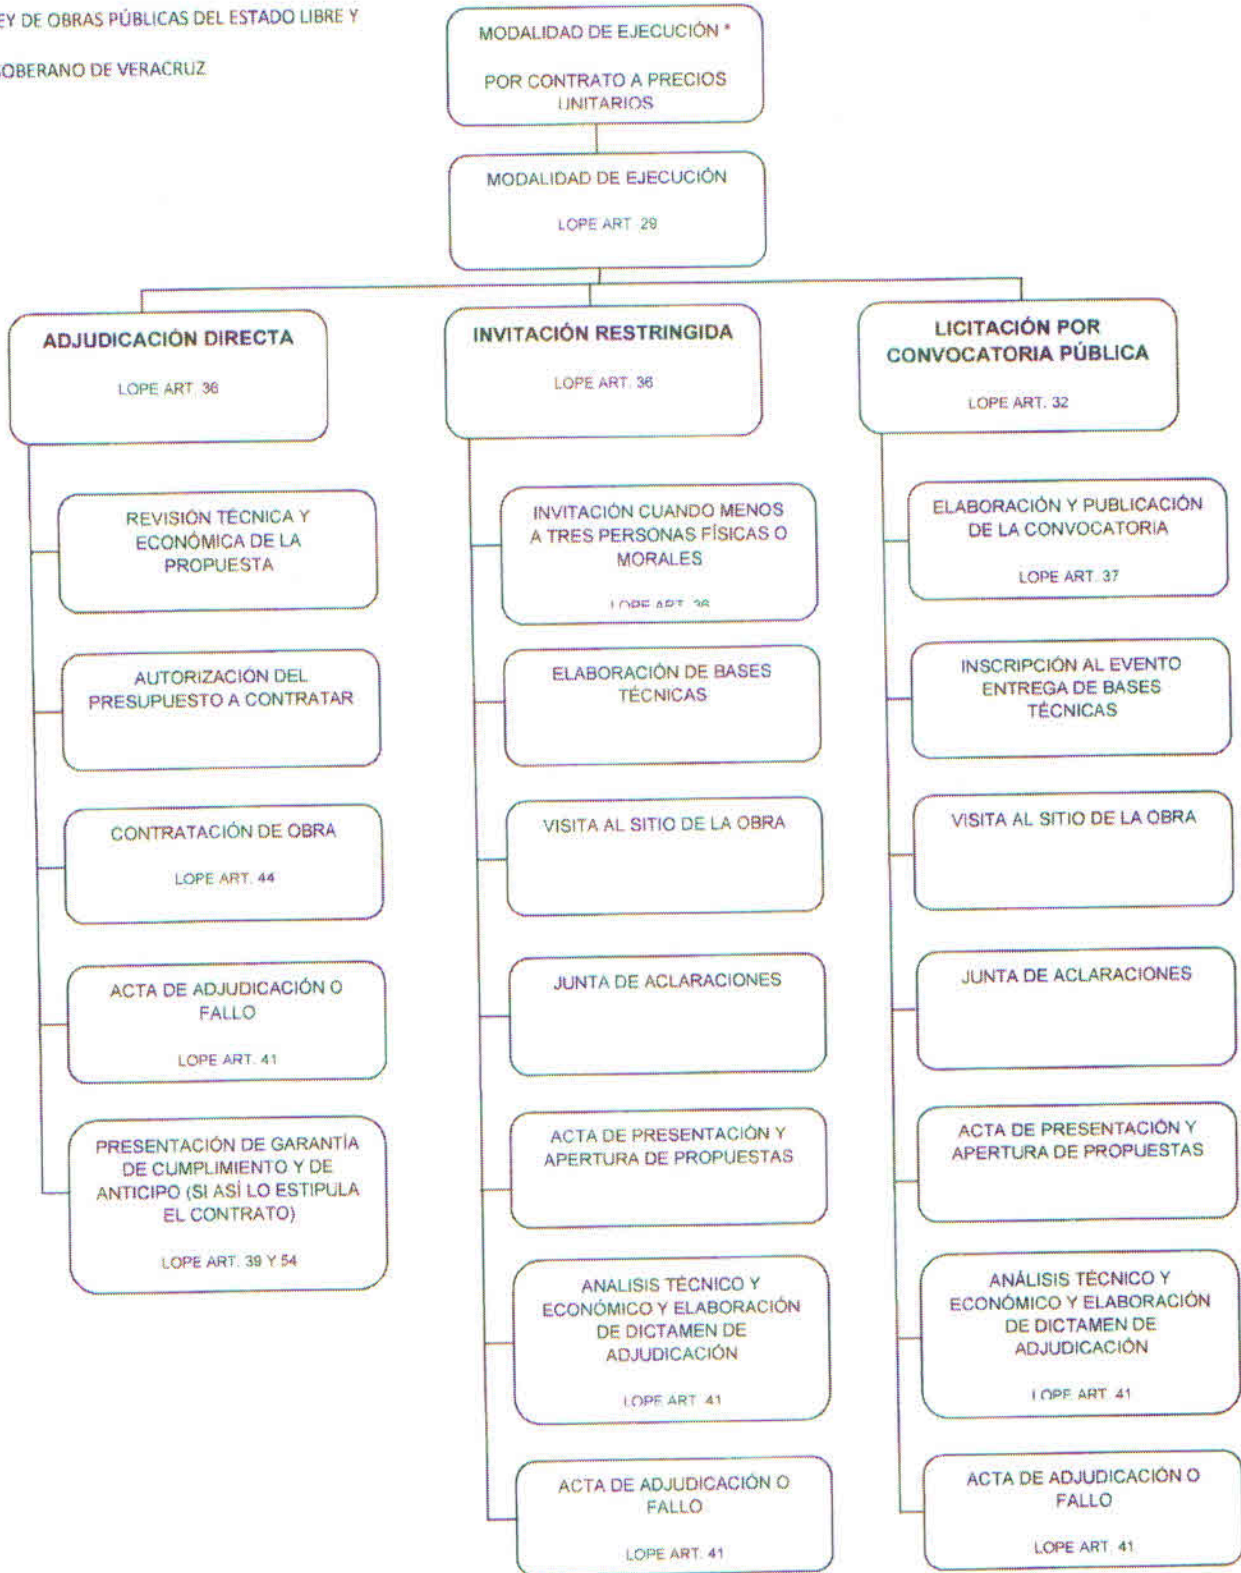 EY DE OBRAS PÚBLICAS DEL ESTADO LIBRE Y
OBERANO DE VERACRUZ
MODALIDAD DE EJECUCIÓN *
POR CONTRATO A PRECIOS
UNITARIOS
MODALIDAD DE EJECUCIÓN
LOPE ART. 29
ADJUDICACIÓN DIRECTA
LOPE ART. 36
REVISIÓN TÉCNICA Y
ECONÓMICA DE LA
PROPUESTA
AUTORIZACIÓN DEL
PRESUPUESTO A CONTRATAR
CONTRATACIÓN DE OBRA
LOPE ART. 44
ACTA DE ADJUDICACIÓN O
FALLO
LOPE ART. 41
PRESENTACIÓN DE GARANTÍA
DE CUMPLIMIENTO Y DE
ANTICIPO (SI ASÍ LO ESTIPULA
EL CONTRATO)
LOPE ART. 39 Y 54
INVITACIÓN RESTRINGIDA
LOPE ART. 36
INVITACIÓN CUANDO MENOS
A TRES PERSONAS FÍSICAS O
MORALES
LOPE ART. 36
ELABORACIÓN DE BASES
TÉCNICAS
VISITA AL SITIO DE LA OBRA
JUNTA DE ACLARACIONES
ACTA DE PRESENTACIÓN Y
APERTURA DE PROPUESTAS
ANALISIS TÉCNICO Y
ECONÓMICO Y ELABORACIÓN
DE DICTAMEN DE
ADJUDICACIÓN
LOPE ART. 41
ACTA DE ADJUDICACIÓN O
FALLO
LOPE ART. 41
LICITACIÓN POR
CONVOCATORIA PÚBLICA
LOPE ART. 32
ELABORACIÓN Y PUBLICACIÓN
DE LA CONVOCATORIA
LOPE ART. 37
INSCRIPCIÓN AL EVENTO
ENTREGA DE BASES
TÉCNICAS
VISITA AL SITIO DE LA OBRA
JUNTA DE ACLARACIONES
ACTA DE PRESENTACIÓN Y
APERTURA DE PROPUESTAS
ANÁLISIS TÉCNICO Y
ECONÓMICO Y ELABORACIÓN
DE DICTAMEN DE
ADJUDICACIÓN
LOPE ART. 41
ACTA DE ADJUDICACIÓN O
FALLO
LOPE ART. 41